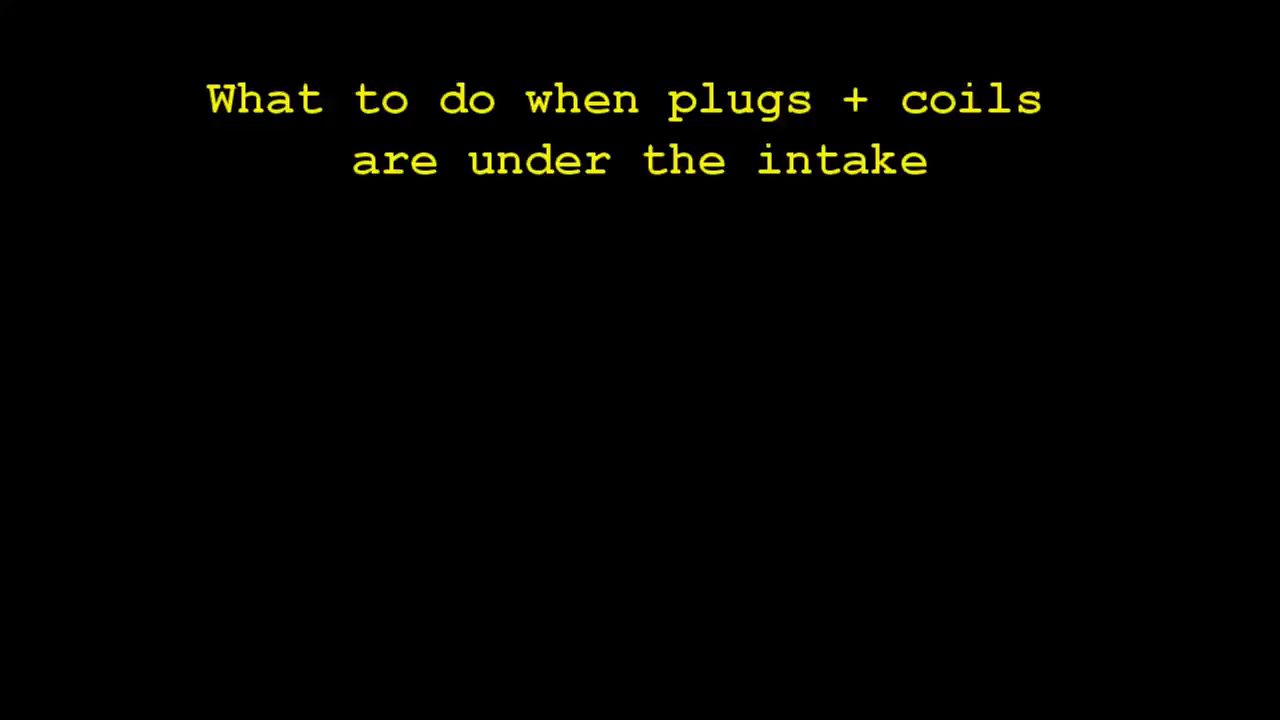 What to do when plugs + coils
are under the intake